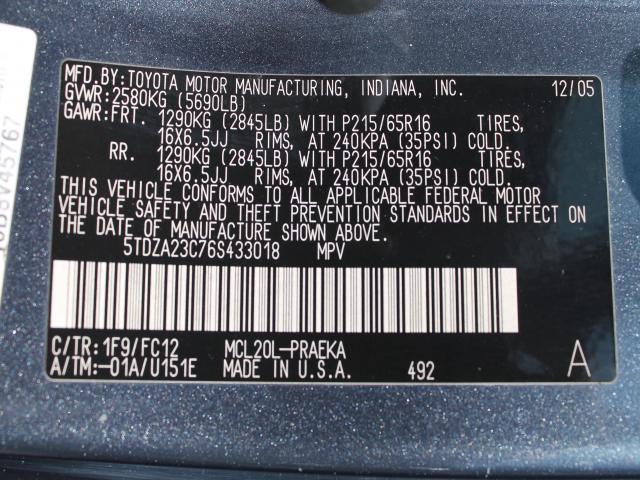 MFD.BY:TOYOTA MOTOR MANUFACTURING, INDIANA, INC. 12/05
GVWR:2580KG (5690LB)
GAWR:FRT. 1290KG (2845LB) WITH P215/65R16 TIRES,
16X6.5JJ RIMS, AT 240KPA (35PSI) COLD.
RR. 1290KG (2845LB) WITH P215/65R16 TIRES,
16X6.5JJ RIMS, AT 240KPA (35PSI) COLD.
THIS VEHICLE CONFORMS TO ALL APPLICABLE FEDERAL MOTOR
VEHICLE SAFETY AND THEFT PREVENTION STANDARDS IN EFFECT ON
THE DATE OF MANUFACTURE SHOWN ABOVE.
5TDZA23C76S433018 MPV
C/TR:1F9/FC12 MCL20L-PRAEKA A
A/TM:-01A/U151E MADE IN U.S.A. 492